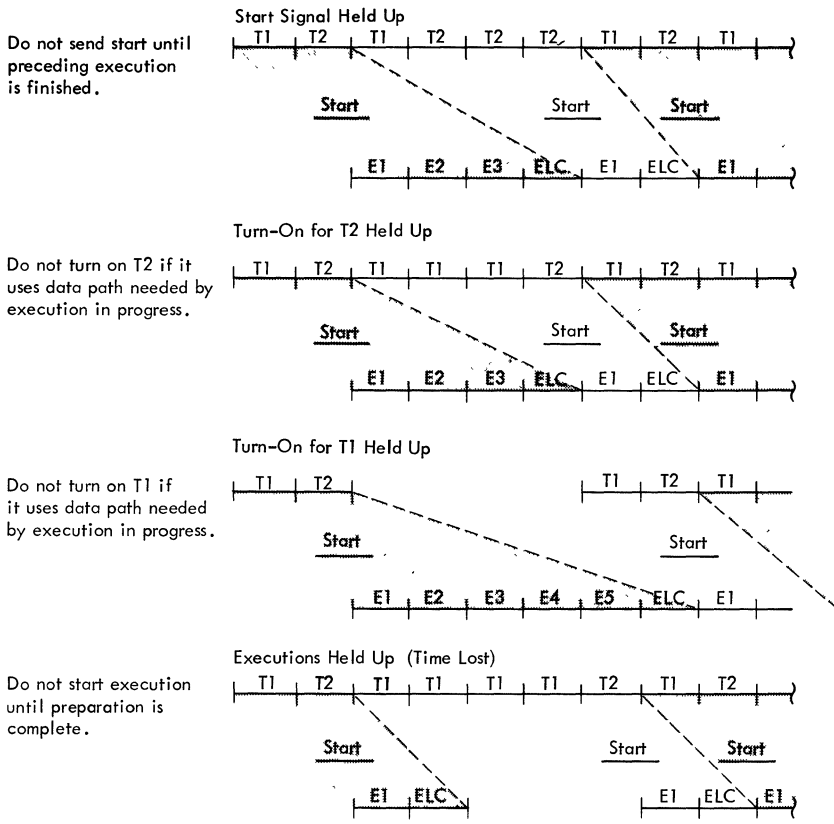 Start Signal Held Up
Do not send start until
preceding execution
is finished.
T1 T2 T1 T2 T2 T2 T1 T2 T1
Start Start Start
E1 E2 E3 ELC E1 ELC E1
Turn-On for T2 Held Up
Do not turn on T2 if it
uses data path needed by
execution in progress.
T1 T2 T1 T1 T1 T2 T1 T2 T1
Start Start Start
E1 E2 E3 ELC E1 ELC E1
Turn-On for T1 Held Up
Do not turn on T1 if
it uses data path needed
by execution in progress.
T1 T2 T1 T2 T1
Start Start
E1 E2 E3 E4 E5 ELC E1
Executions Held Up (Time Lost)
Do not start execution
until preparation is
complete.
T1 T2 T1 T1 T1 T1 T2 T1 T2
Start Start Start
E1 ELC E1 ELC E1